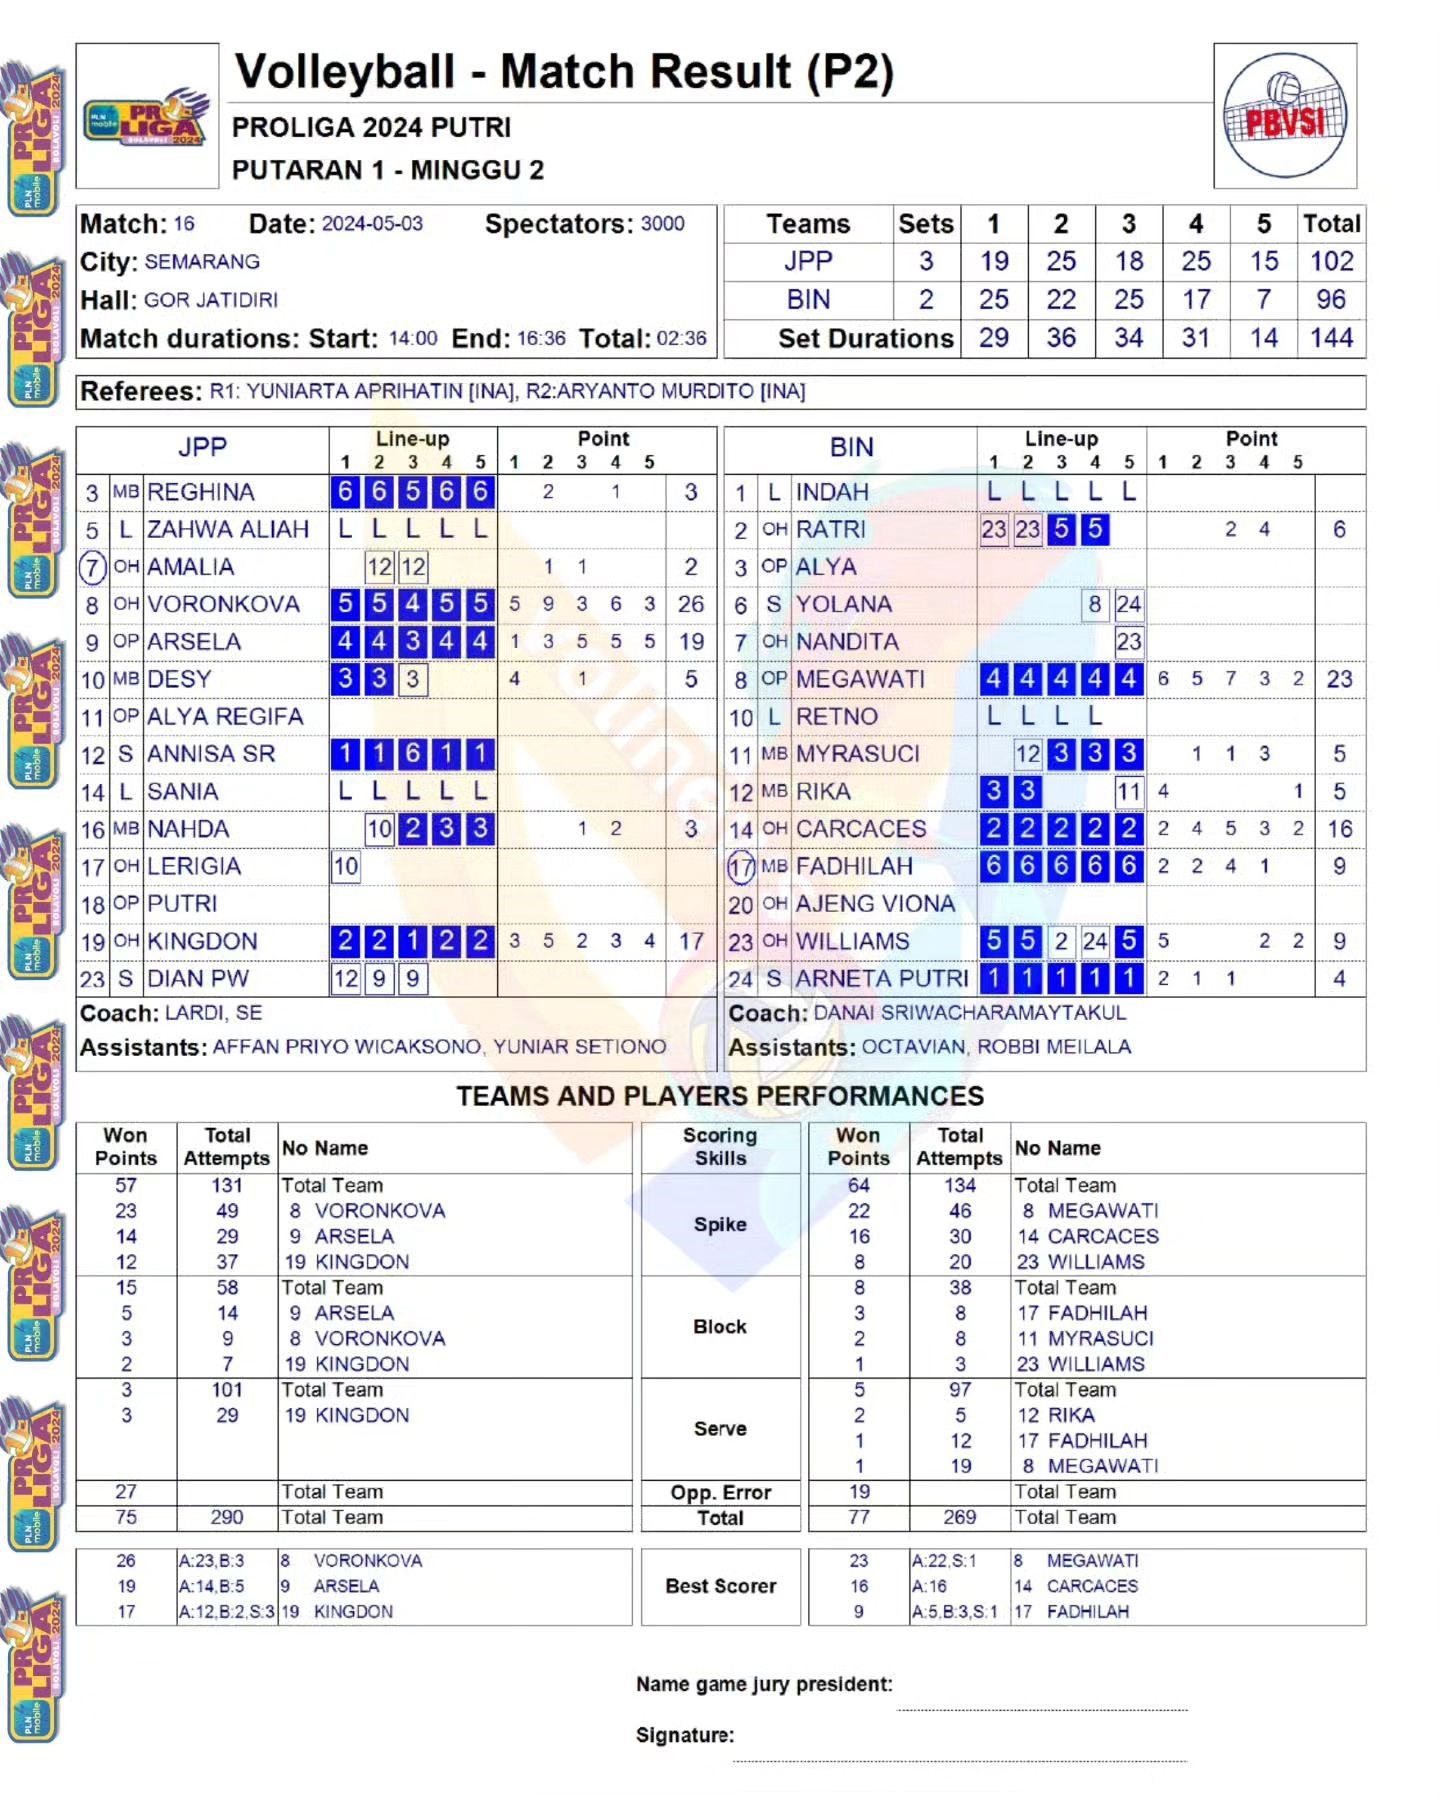 Volleyball - Match Result (P2)
PROLIGA 2024 PUTRI
PUTARAN 1 - MINGGU 2
PLN mobile PRO LIGA BOLAVOLI 2024
PBVSI
Match: 16 Date: 2024-05-03 Spectators: 3000
City: SEMARANG
Hall: GOR JATIDIRI
Match durations: Start: 14:00 End: 16:36 Total: 02:36
Teams Sets 1 2 3 4 5 Total
JPP 3 19 25 18 25 15 102
BIN 2 25 22 25 17 7 96
Set Durations 29 36 34 31 14 144
Referees: R1: YUNIARTA APRIHATIN [INA], R2:ARYANTO MURDITO [INA]
JPP Line-up Point
1 2 3 4 5 1 2 3 4 5
3 MB REGHINA 6 6 5 6 6 2 1 3
5 L ZAHWA ALIAH L L L L L
7 OH AMALIA 12 12 1 1 2
8 OH VORONKOVA 5 5 4 5 5 5 9 3 6 3 26
9 OP ARSELA 4 4 3 4 4 1 3 5 5 5 19
10 MB DESY 3 3 3 4 1 5
11 OP ALYA REGIFA
12 S ANNISA SR 1 1 6 1 1
14 L SANIA L L L L L
16 MB NAHDA 10 2 3 3 1 2 3
17 OH LERIGIA 10
18 OP PUTRI
19 OH KINGDON 2 2 1 2 2 3 5 2 3 4 17
23 S DIAN PW 12 9 9
Coach: LARDI, SE
Assistants: AFFAN PRIYO WICAKSONO, YUNIAR SETIONO
BIN Line-up Point
1 2 3 4 5 1 2 3 4 5
1 L INDAH L L L L L
2 OH RATRI 23 23 5 5 2 4 6
3 OP ALYA
6 S YOLANA 8 24
7 OH NANDITA 23
8 OP MEGAWATI 4 4 4 4 4 6 5 7 3 2 23
10 L RETNO L L L L
11 MB MYRASUCI 12 3 3 3 1 1 3 5
12 MB RIKA 3 3 11 4 1 5
14 OH CARCACES 2 2 2 2 2 2 4 5 3 2 16
17 MB FADHILAH 6 6 6 6 6 2 2 4 1 9
20 OH AJENG VIONA
23 OH WILLIAMS 5 5 2 24 5 5 2 2 9
24 S ARNETA PUTRI 1 1 1 1 1 2 1 1 4
Coach: DANAI SRIWACHARAMAYTAKUL
Assistants: OCTAVIAN, ROBBI MEILALA
TEAMS AND PLAYERS PERFORMANCES
Won Points Total Attempts No Name Scoring Skills Won Points Total Attempts No Name
57 131 Total Team Spike 64 134 Total Team
23 49 8 VORONKOVA 22 46 8 MEGAWATI
14 29 9 ARSELA 16 30 14 CARCACES
12 37 19 KINGDON 8 20 23 WILLIAMS
15 58 Total Team Block 8 38 Total Team
5 14 9 ARSELA 3 8 17 FADHILAH
3 9 8 VORONKOVA 2 8 11 MYRASUCI
2 7 19 KINGDON 1 3 23 WILLIAMS
3 101 Total Team Serve 5 97 Total Team
3 29 19 KINGDON 2 5 12 RIKA
1 12 17 FADHILAH
1 19 8 MEGAWATI
27 Total Team Opp. Error 19 Total Team
75 290 Total Team Total 77 269 Total Team
26 A:23,B:3 8 VORONKOVA Best Scorer 23 A:22,S:1 8 MEGAWATI
19 A:14,B:5 9 ARSELA 16 A:16 14 CARCACES
17 A:12,B:2,S:3 19 KINGDON 9 A:5,B:3,S:1 17 FADHILAH
Name game jury president:
Signature: